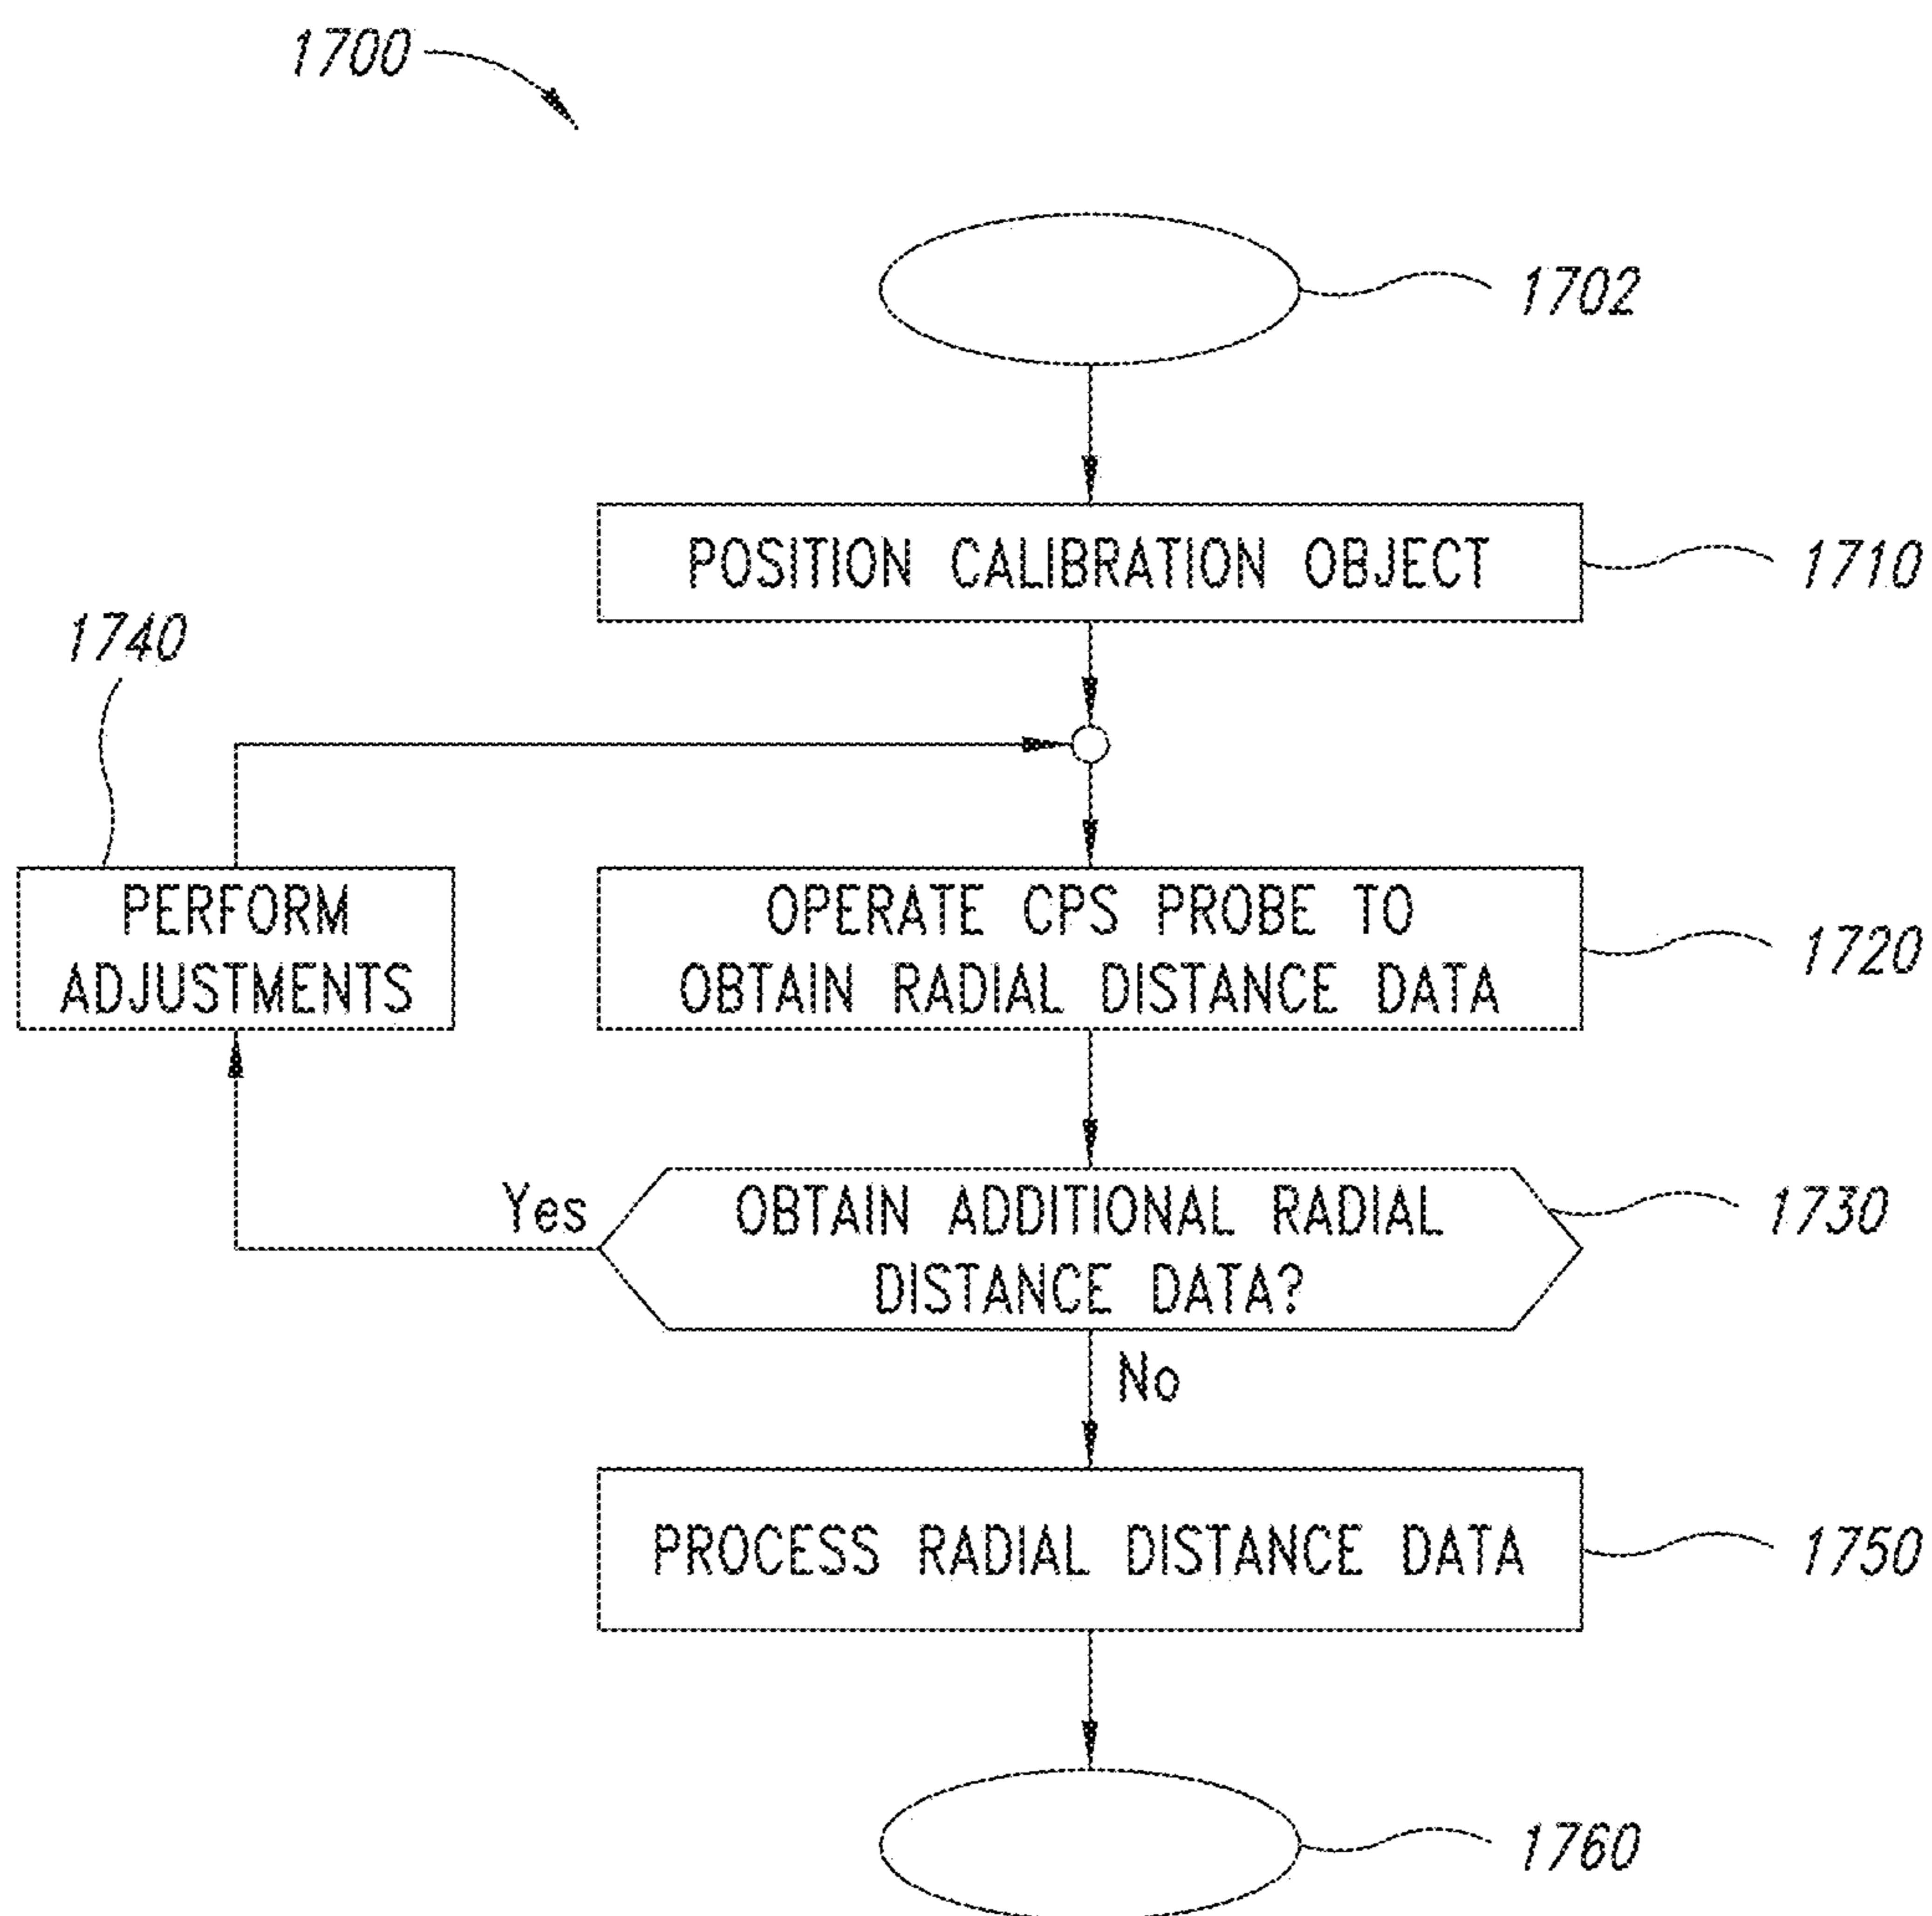 1700
1702
POSITION CALIBRATION OBJECT
1710
1740
PERFORM
ADJUSTMENTS
OPERATE CPS PROBE TO
OBTAIN RADIAL DISTANCE DATA
1720
Yes
OBTAIN ADDITIONAL RADIAL
DISTANCE DATA?
1730
No
PROCESS RADIAL DISTANCE DATA
1750
1760